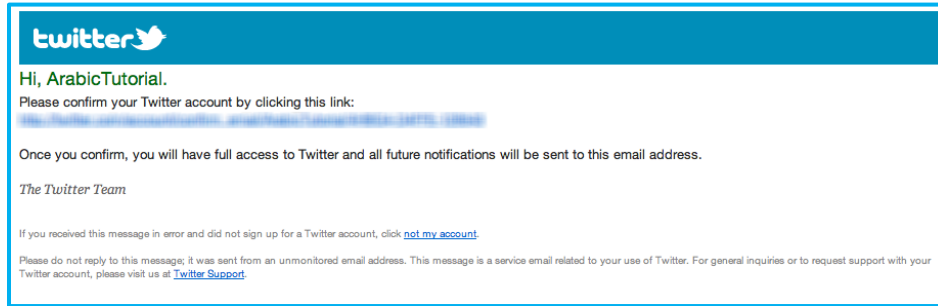 twitter
Hi, ArabicTutorial.
Please confirm your Twitter account by clicking this link:
Once you confirm, you will have full access to Twitter and all future notifications will be sent to this email address.
The Twitter Team
If you received this message in error and did not sign up for a Twitter account, click not my account.
Please do not reply to this message; it was sent from an unmonitored email address. This message is a service email related to your use of Twitter. For general inquiries or to request support with your
Twitter account, please visit us at Twitter Support.